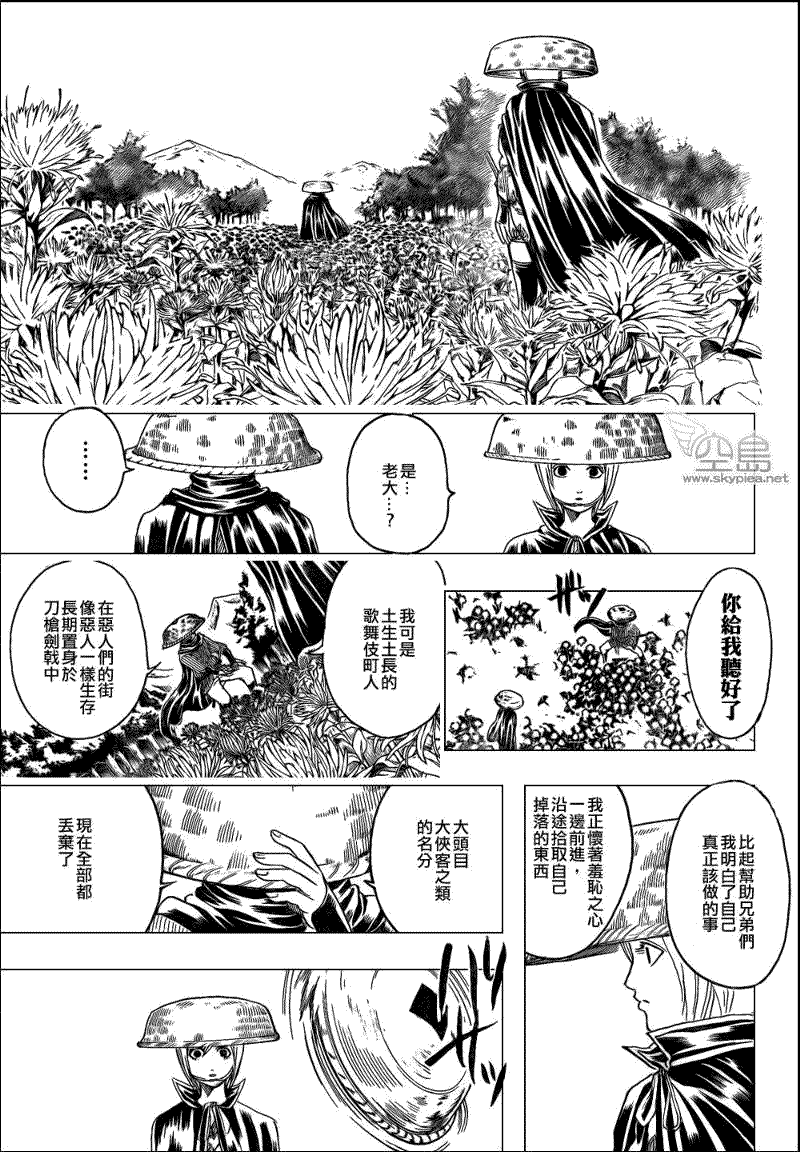 空島
www.skypiea.net
是…
老大…?
……
你給我聽好了
我可是
土生土長的
歌舞伎町人
在惡人們的街
像惡人一樣生存
長期置身於
刀槍劍戟中
比起幫助兄弟們
我明白了自己
真正該做的事
我正懷著羞恥之心
一邊前進，
沿途拾取自己
掉落的東西
大頭目
大俠客之類
的名分
現在全部都
丟棄了